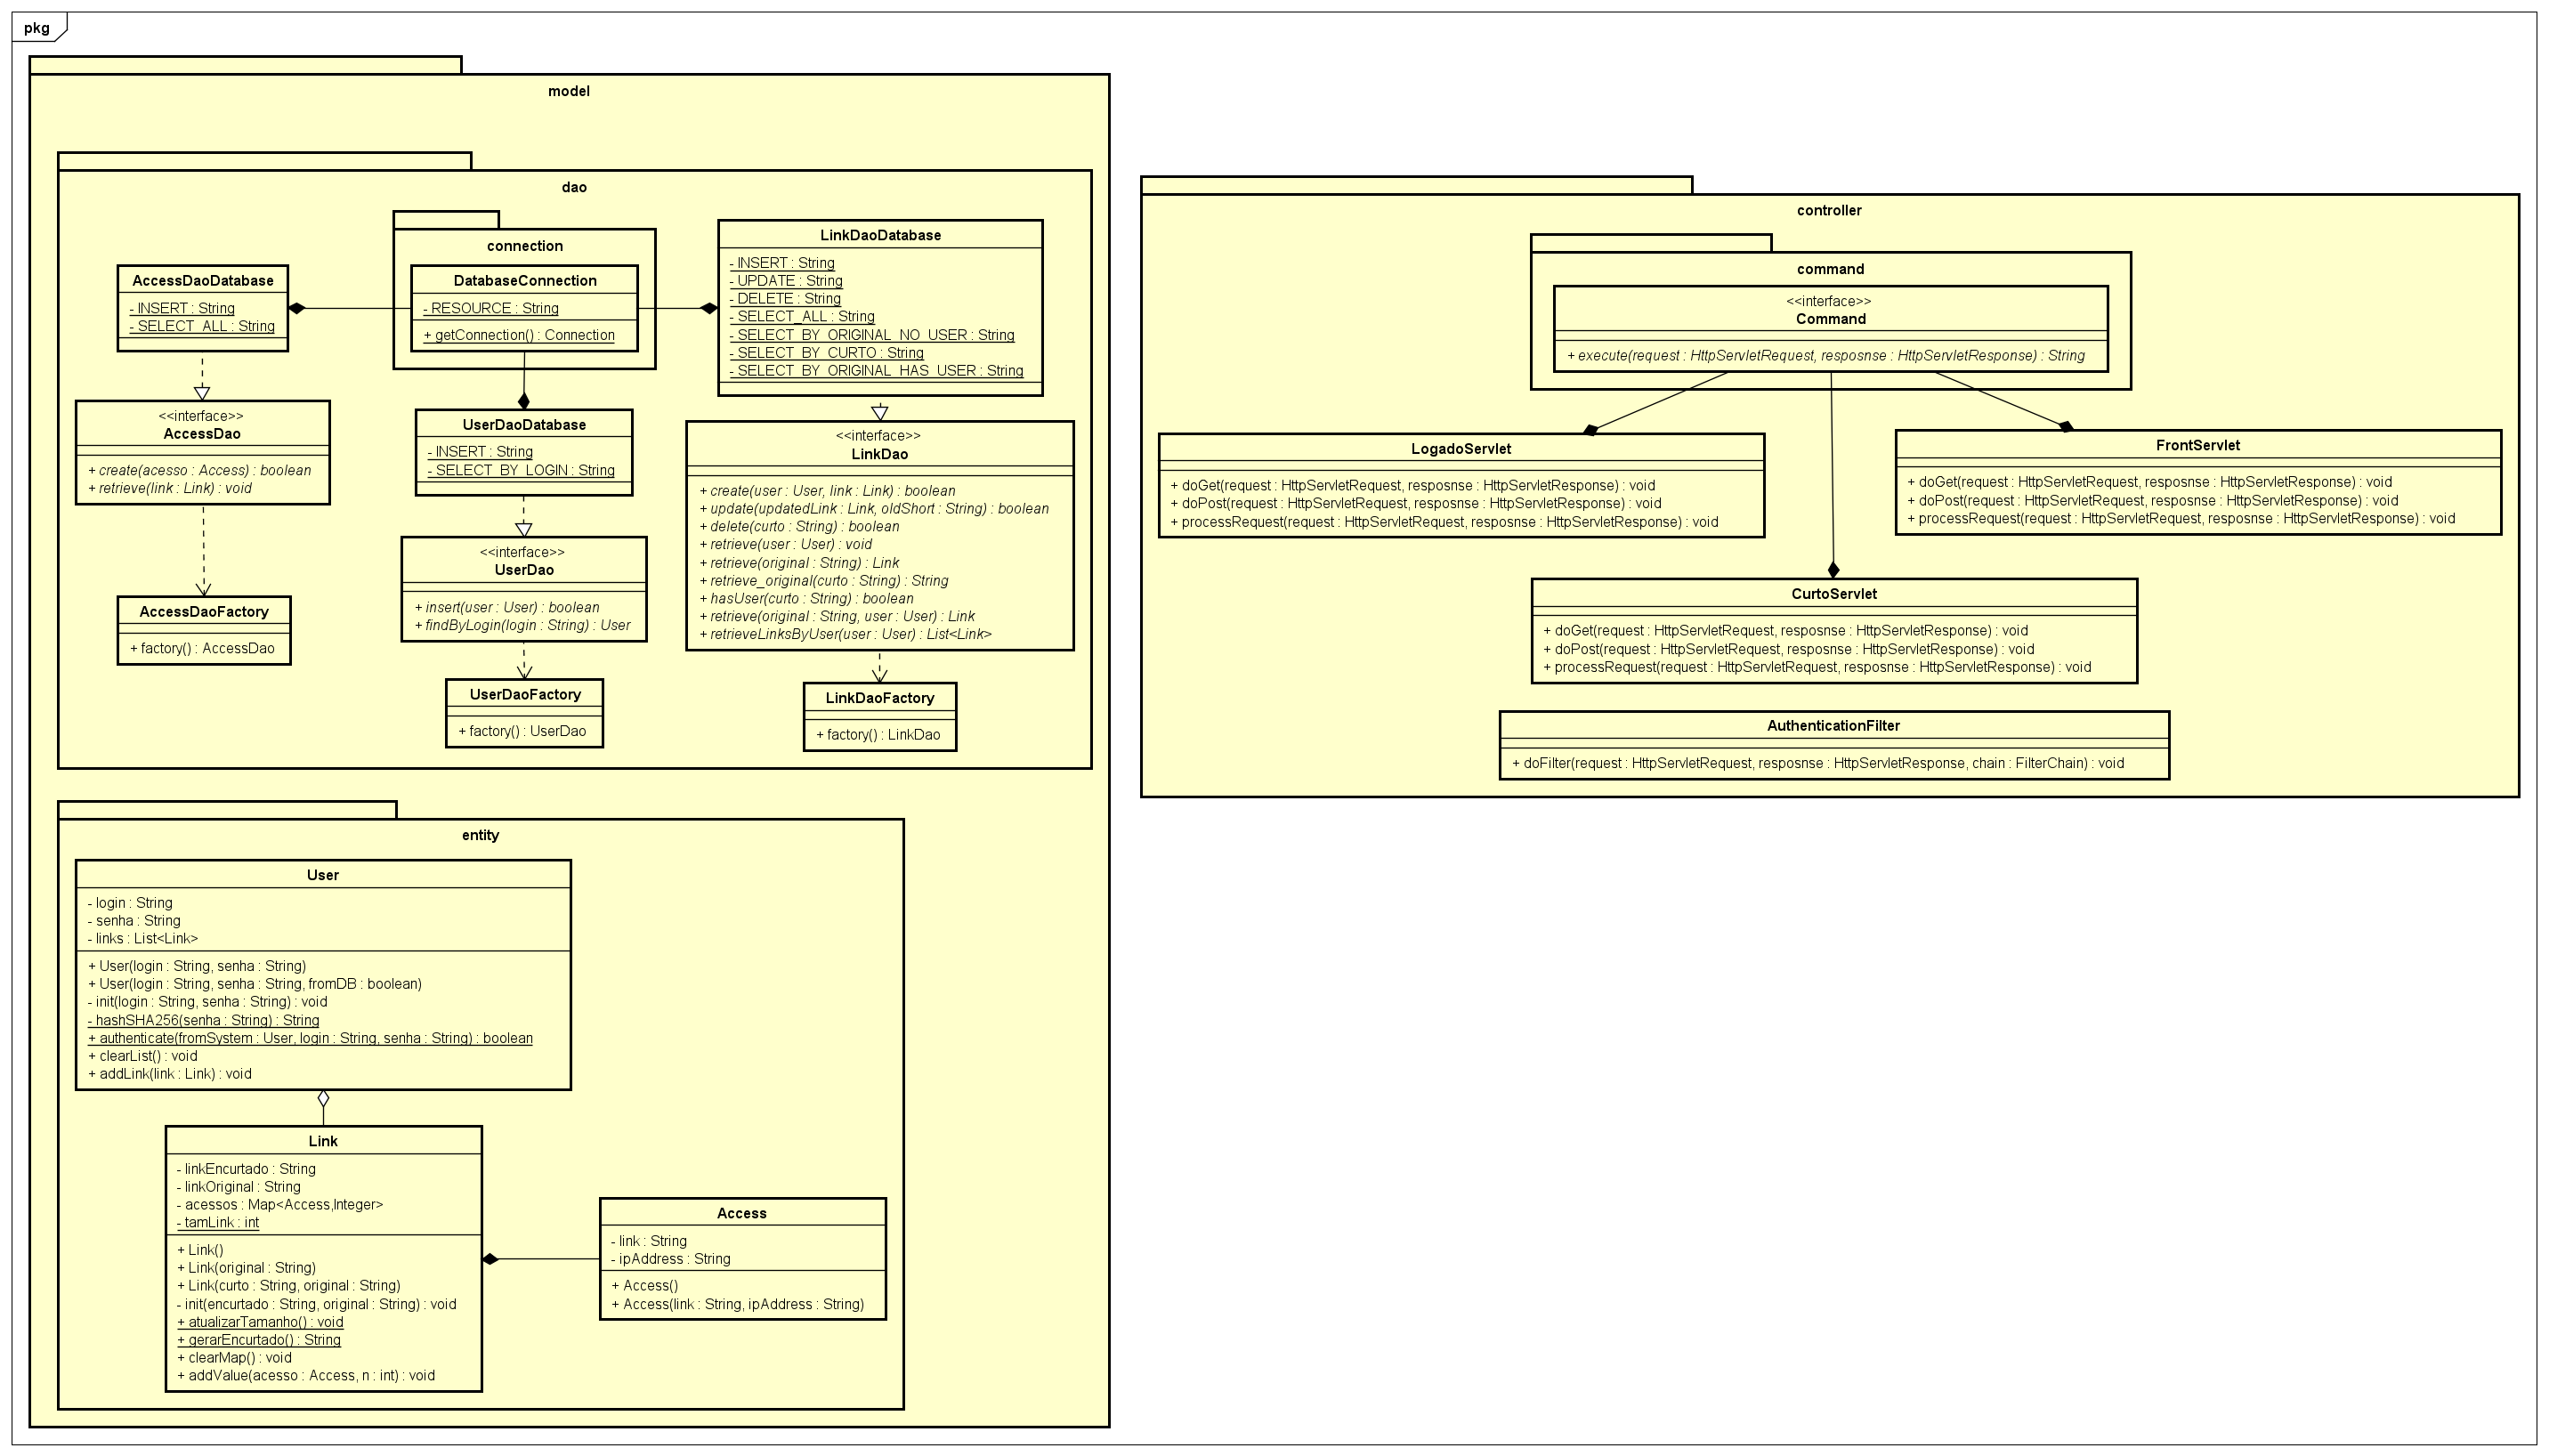 pkg
model
dao
AccessDaoDatabase
- INSERT : String
- SELECT_ALL : String
connection
DatabaseConnection
- RESOURCE : String
+ getConnection() : Connection
LinkDaoDatabase
- INSERT : String
- UPDATE : String
- DELETE : String
- SELECT_ALL : String
- SELECT_BY_ORIGINAL_NO_USER : String
- SELECT_BY_CURTO : String
- SELECT_BY_ORIGINAL_HAS_USER : String
<<interface>>
AccessDao
+ create(acesso : Access) : boolean
+ retrieve(link : Link) : void
UserDaoDatabase
- INSERT : String
- SELECT_BY_LOGIN : String
<<interface>>
LinkDao
+ create(user : User, link : Link) : boolean
+ update(updatedLink : Link, oldShort : String) : boolean
+ delete(curto : String) : boolean
+ retrieve(user : User) : void
+ retrieve(original : String) : Link
+ retrieve_original(curto : String) : String
+ hasUser(curto : String) : boolean
+ retrieve(original : String, user : User) : Link
+ retrieveLinksByUser(user : User) : List<Link>
<<interface>>
UserDao
+ insert(user : User) : boolean
+ findByLogin(login : String) : User
AccessDaoFactory
+ factory() : AccessDao
UserDaoFactory
+ factory() : UserDao
LinkDaoFactory
+ factory() : LinkDao
entity
User
- login : String
- senha : String
- links : List<Link>
+ User(login : String, senha : String)
+ User(login : String, senha : String, fromDB : boolean)
- init(login : String, senha : String) : void
- hashSHA256(senha : String) : String
+ authenticate(fromSystem : User, login : String, senha : String) : boolean
+ clearList() : void
+ addLink(link : Link) : void
Link
- linkEncurtado : String
- linkOriginal : String
- acessos : Map<Access,Integer>
- tamLink : int
+ Link()
+ Link(original : String)
+ Link(curto : String, original : String)
- init(encurtado : String, original : String) : void
+ atualizarTamanho() : void
+ gerarEncurtado() : String
+ clearMap() : void
+ addValue(acesso : Access, n : int) : void
Access
- link : String
- ipAddress : String
+ Access()
+ Access(link : String, ipAddress : String)
controller
command
<<interface>>
Command
+ execute(request : HttpServletRequest, resposnse : HttpServletResponse) : String
LogadoServlet
+ doGet(request : HttpServletRequest, resposnse : HttpServletResponse) : void
+ doPost(request : HttpServletRequest, resposnse : HttpServletResponse) : void
+ processRequest(request : HttpServletRequest, resposnse : HttpServletResponse) : void
FrontServlet
+ doGet(request : HttpServletRequest, resposnse : HttpServletResponse) : void
+ doPost(request : HttpServletRequest, resposnse : HttpServletResponse) : void
+ processRequest(request : HttpServletRequest, resposnse : HttpServletResponse) : void
CurtoServlet
+ doGet(request : HttpServletRequest, resposnse : HttpServletResponse) : void
+ doPost(request : HttpServletRequest, resposnse : HttpServletResponse) : void
+ processRequest(request : HttpServletRequest, resposnse : HttpServletResponse) : void
AuthenticationFilter
+ doFilter(request : HttpServletRequest, resposnse : HttpServletResponse, chain : FilterChain) : void